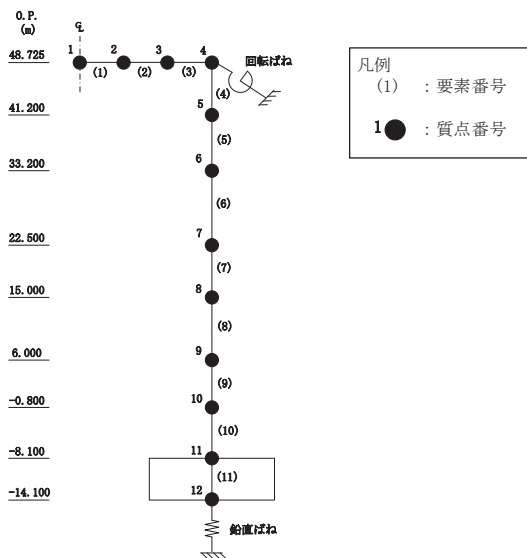 O.P.
(m)
℄
1 2 3 4 回転ばね
48.725
(1) (2) (3) (4)
41.200 5
(5)
33.200 6
(6)
22.500 7
(7)
15.000 8
(8)
6.000 9
(9)
-0.800 10
(10)
-8.100 11
(11)
-14.100 12
鉛直ばね
凡例
(1) : 要素番号
1 : 質点番号